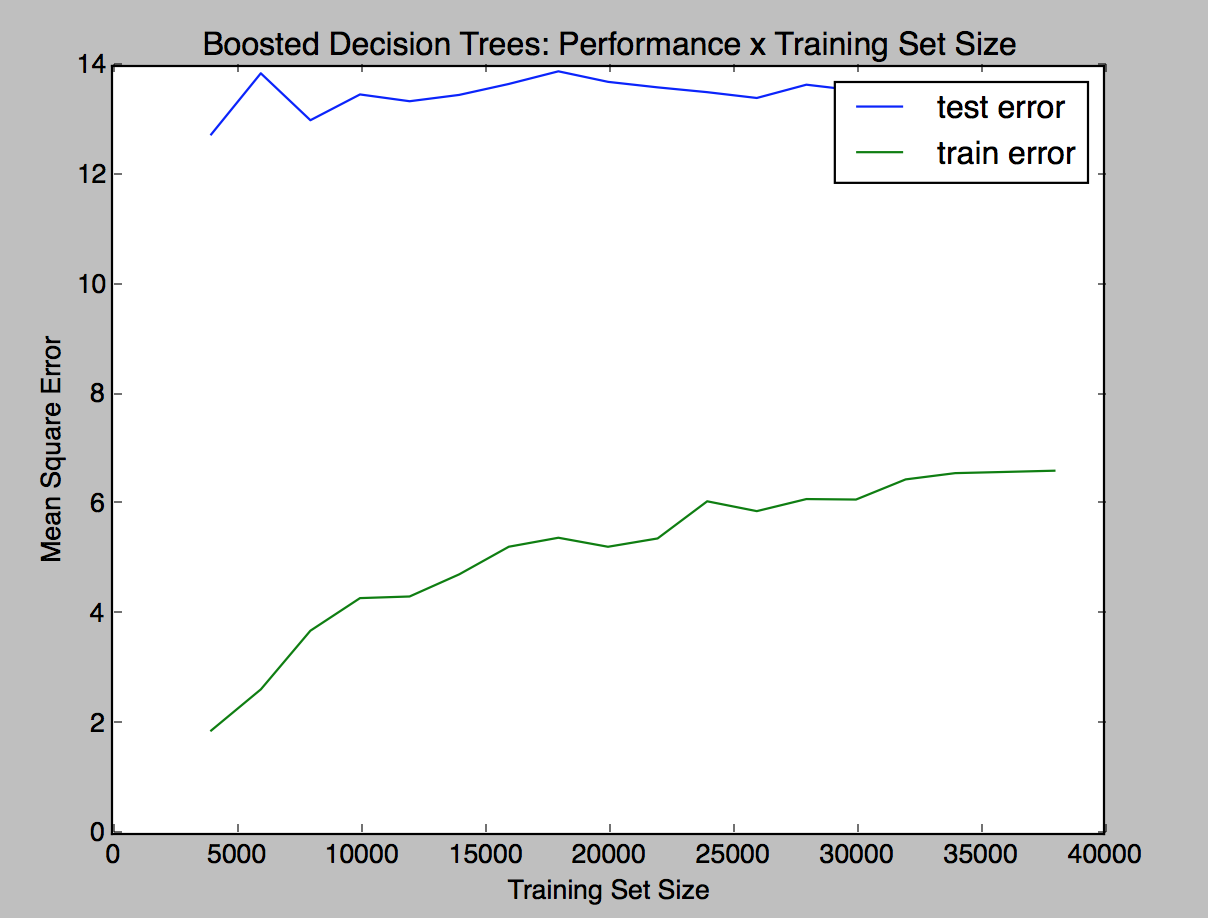 Boosted Decision Trees: Performance x Training Set Size
14
12
10
8
6
4
2
0
Mean Square Error
test error
train error
0 5000 10000 15000 20000 25000 30000 35000 40000
Training Set Size